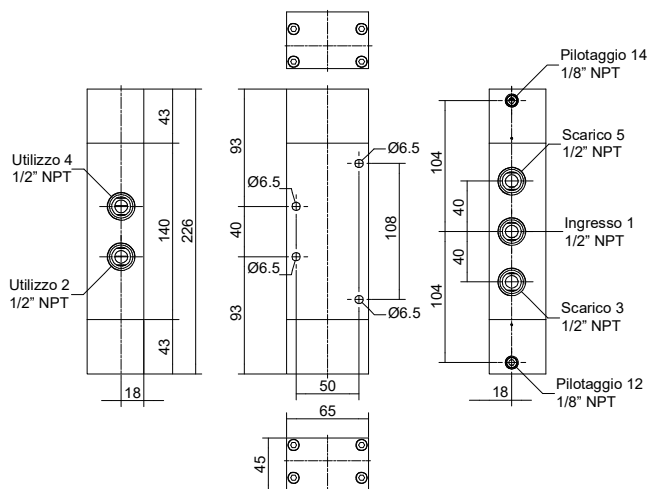 Utilizzo 4
1/2” NPT
Utilizzo 2
1/2” NPT
43
140
226
43
18
93
40
93
Ø6.5
Ø6.5
Ø6.5
Ø6.5
108
50
65
45
Pilotaggio 14
1/8” NPT
Scarico 5
1/2” NPT
Ingresso 1
1/2” NPT
Scarico 3
1/2” NPT
Pilotaggio 12
1/8” NPT
104
40
40
104
18